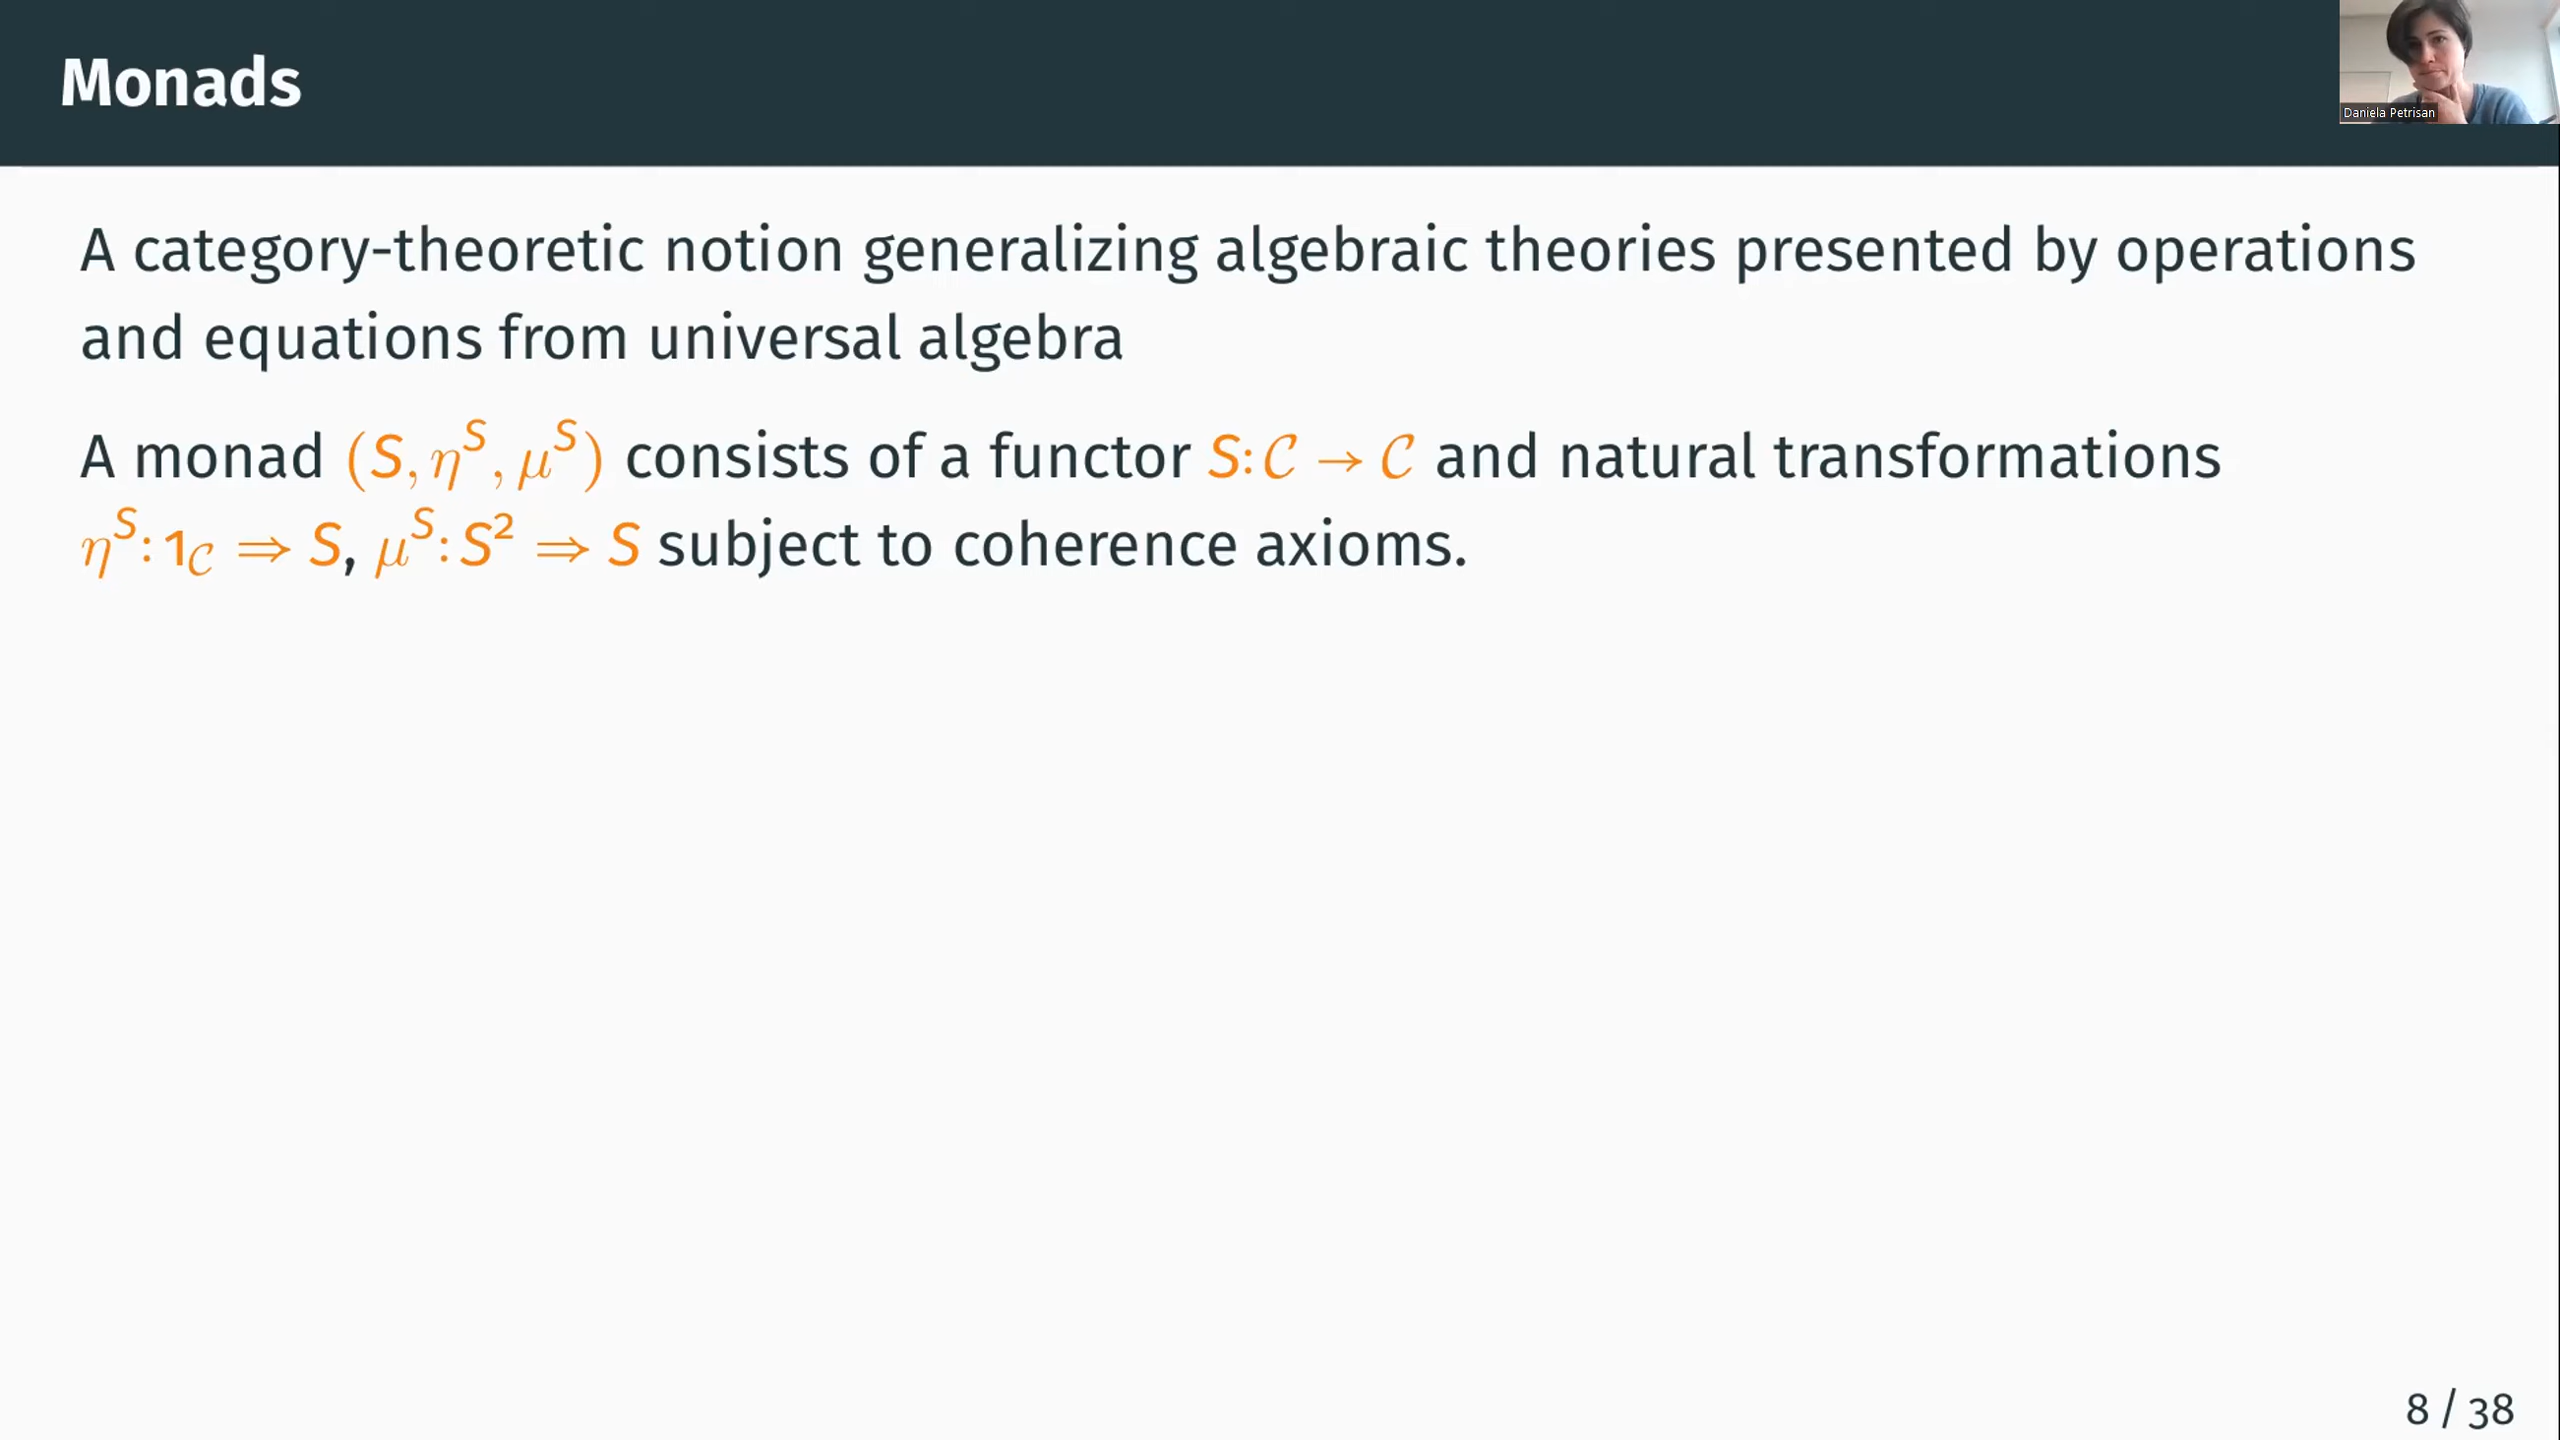 Monads
Daniela Petrisan
A category-theoretic notion generalizing algebraic theories presented by operations
and equations from universal algebra
A monad (S, η^S, μ^S) consists of a functor S: 𝒞 → 𝒞 and natural transformations
η^S: 1_𝒞 ⇒ S, μ^S: S² ⇒ S subject to coherence axioms.
8 / 38